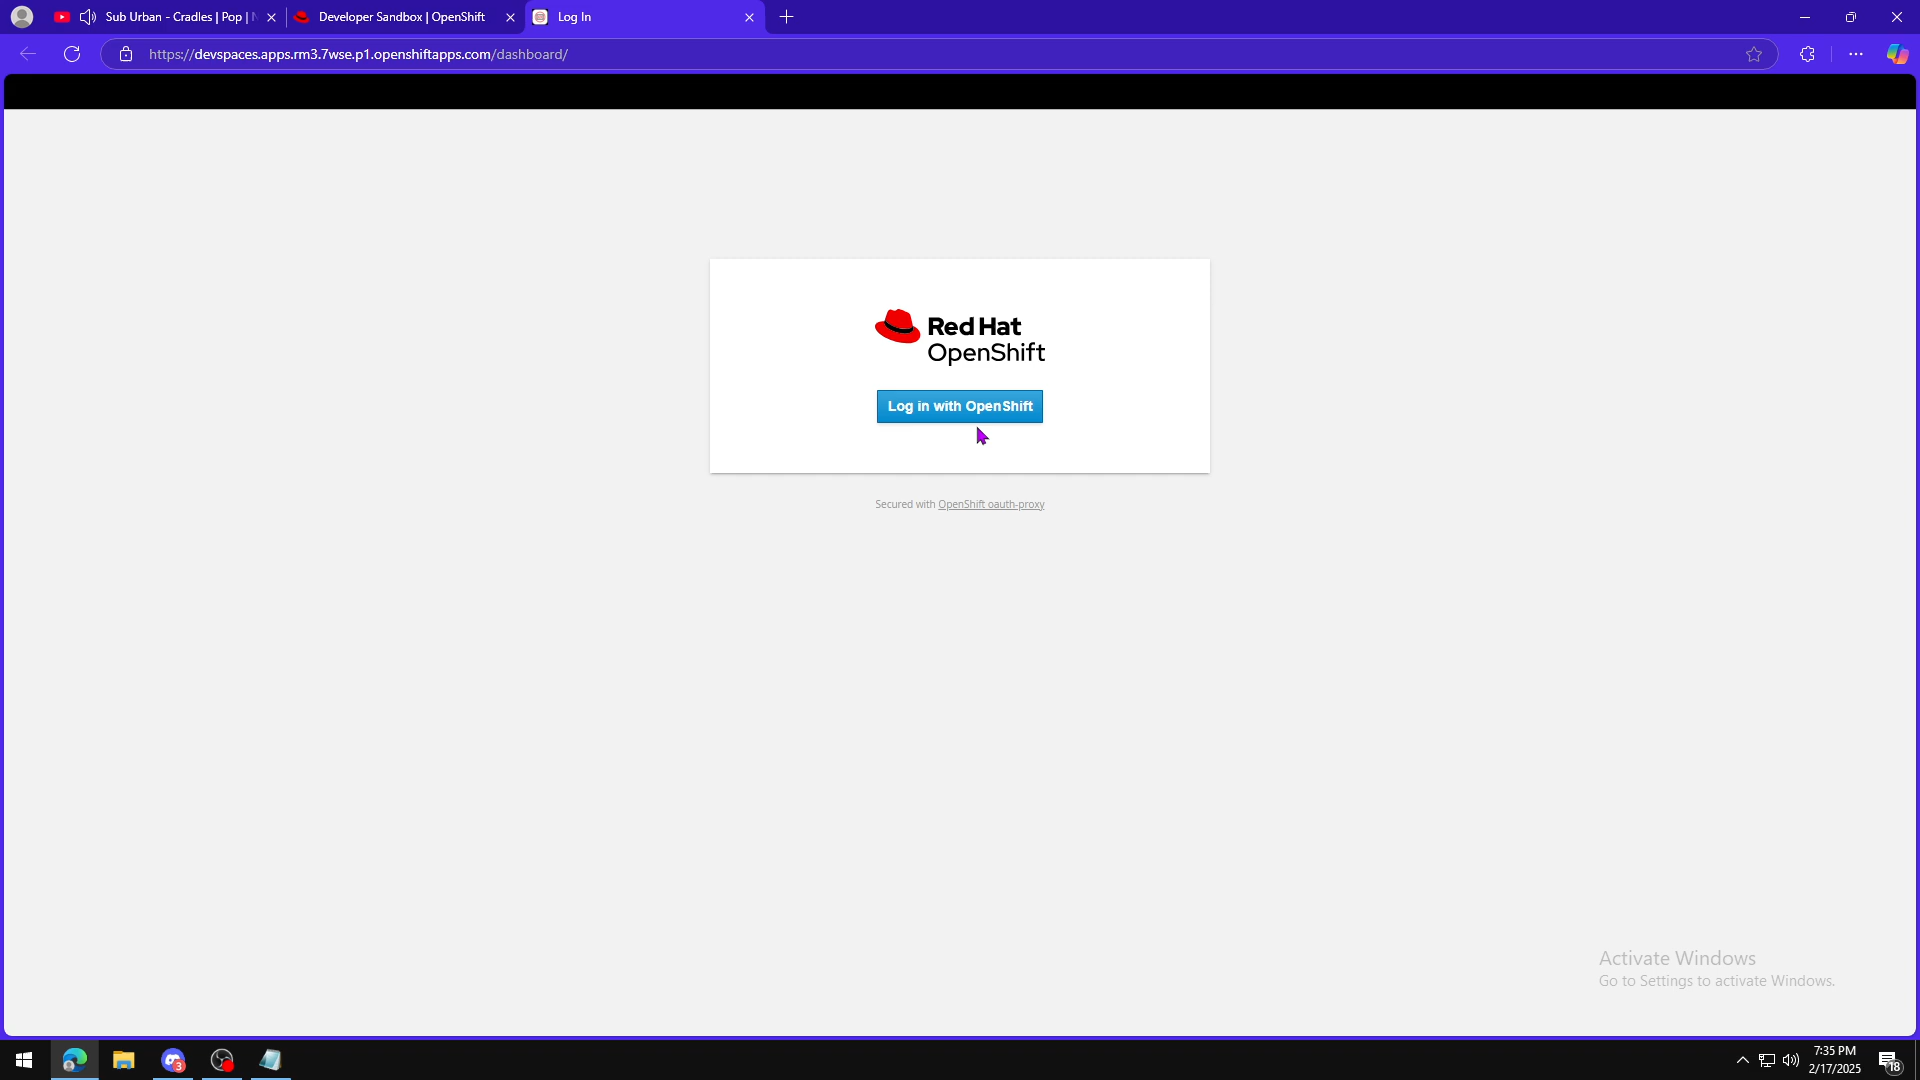 Sub Urban - Cradles | Pop |
Developer Sandbox | OpenShift
Log In
https://devspaces.apps.rm3.7wse.p1.openshiftapps.com/dashboard/
Red Hat
OpenShift
Log in with OpenShift
Secured with OpenShift oauth-proxy
Activate Windows
Go to Settings to activate Windows.
3
7:35 PM
2/17/2025
18